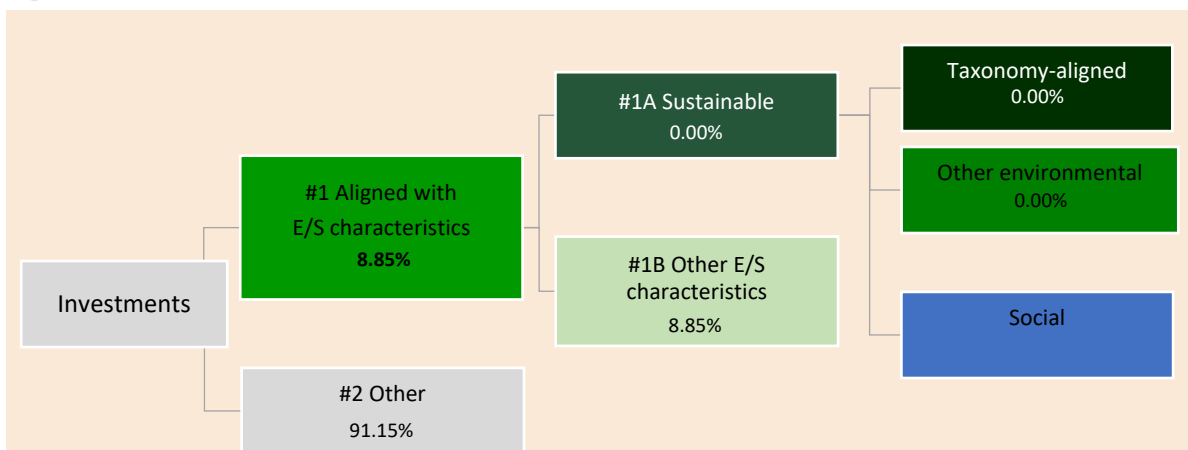 Investments
#1 Aligned with
E/S characteristics
8.85%
#2 Other
91.15%
#1A Sustainable
0.00%
#1B Other E/S
characteristics
8.85%
Taxonomy-aligned
0.00%
Other environmental
0.00%
Social